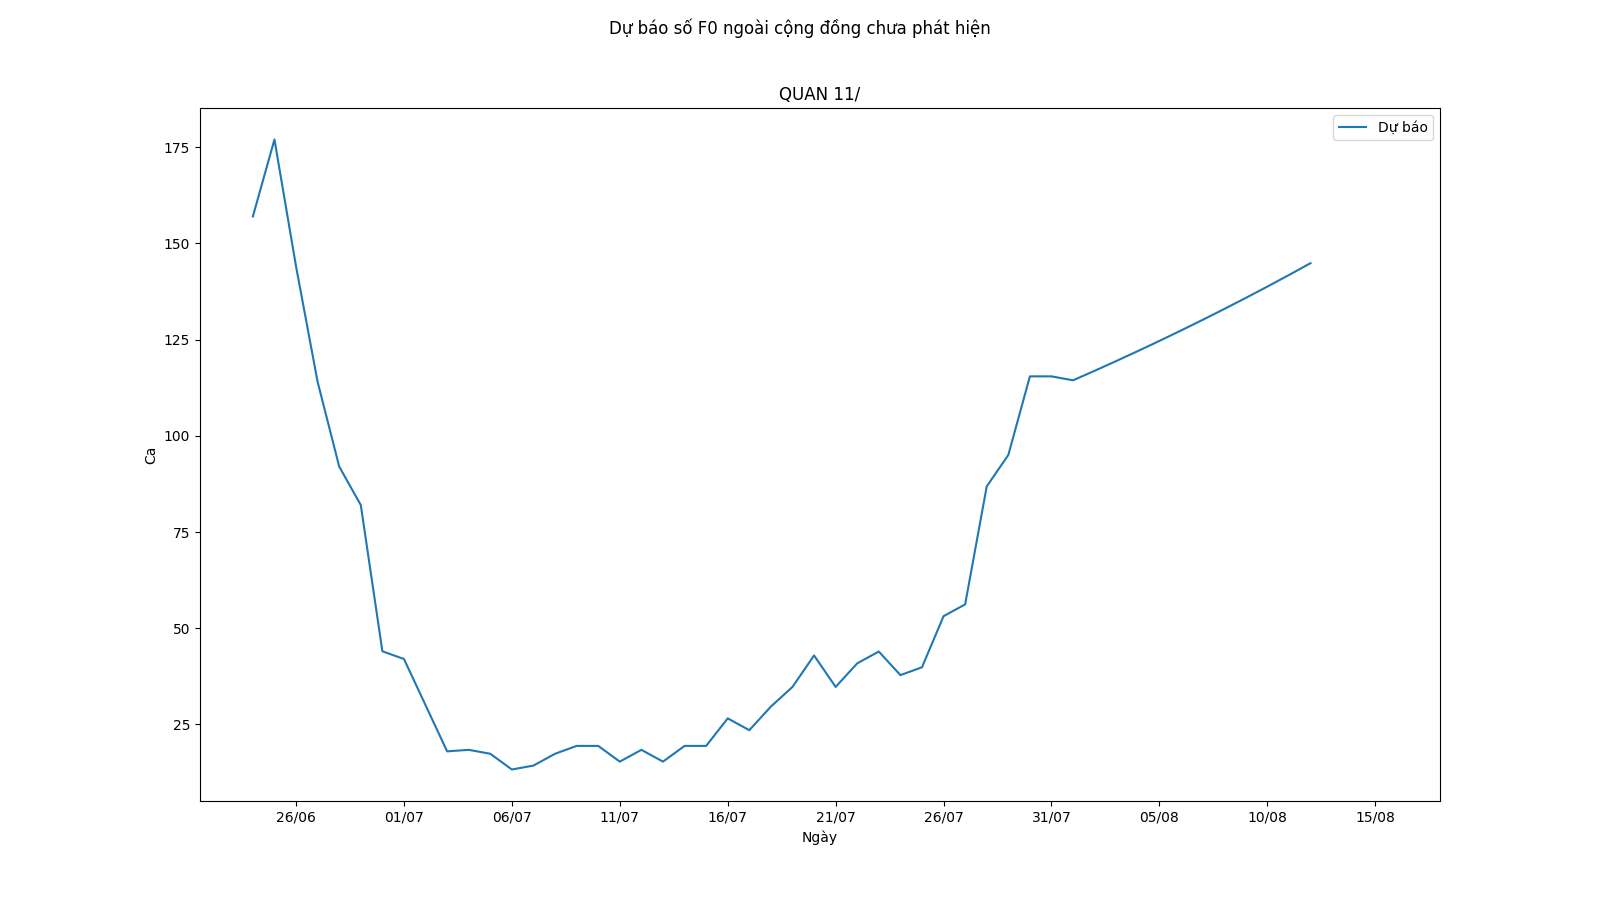 Dự báo số F0 ngoài cộng đồng chưa phát hiện
QUAN 11/
Dự báo
175
150
125
100
75
50
25
Ca
26/06 01/07 06/07 11/07 16/07 21/07 26/07 31/07 05/08 10/08 15/08
Ngày